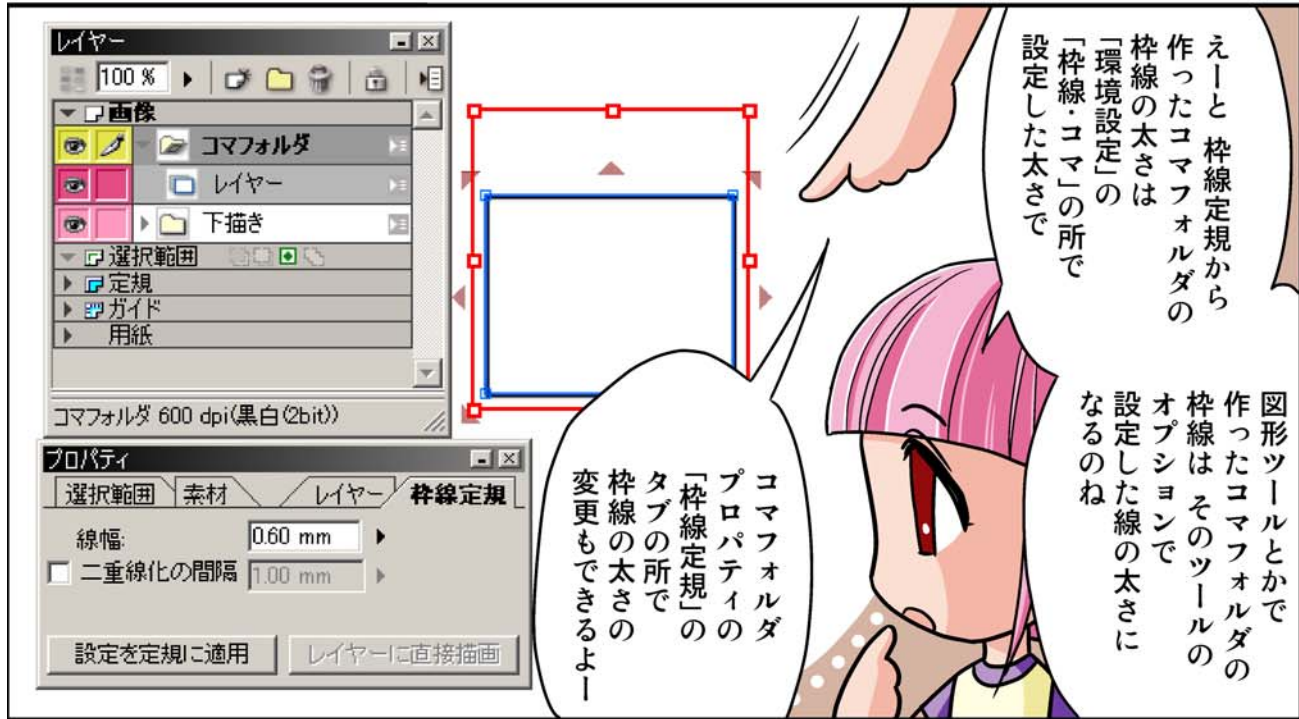 えーと 枠線定規から
作ったコマフォルダの
枠線の太さは
「環境設定」の
「枠線・コマ」の所で
設定した太さで
図形ツールとかで
作ったコマフォルダの
枠線は そのツールの
オプションで
設定した線の太さに
なるのね
コマフォルダ
プロパティの
「枠線定規」の
タブの所で
枠線の太さの
変更もできるよー
レイヤー
100 %
画像
コマフォルダ
レイヤー
下描き
選択範囲
定規
ガイド
用紙
コマフォルダ 600 dpi(黒白(2bit))
プロパティ
選択範囲 素材 レイヤー 枠線定規
線幅: 0.60 mm
二重線化の間隔 1.00 mm
設定を定規に適用 レイヤーに直接描画